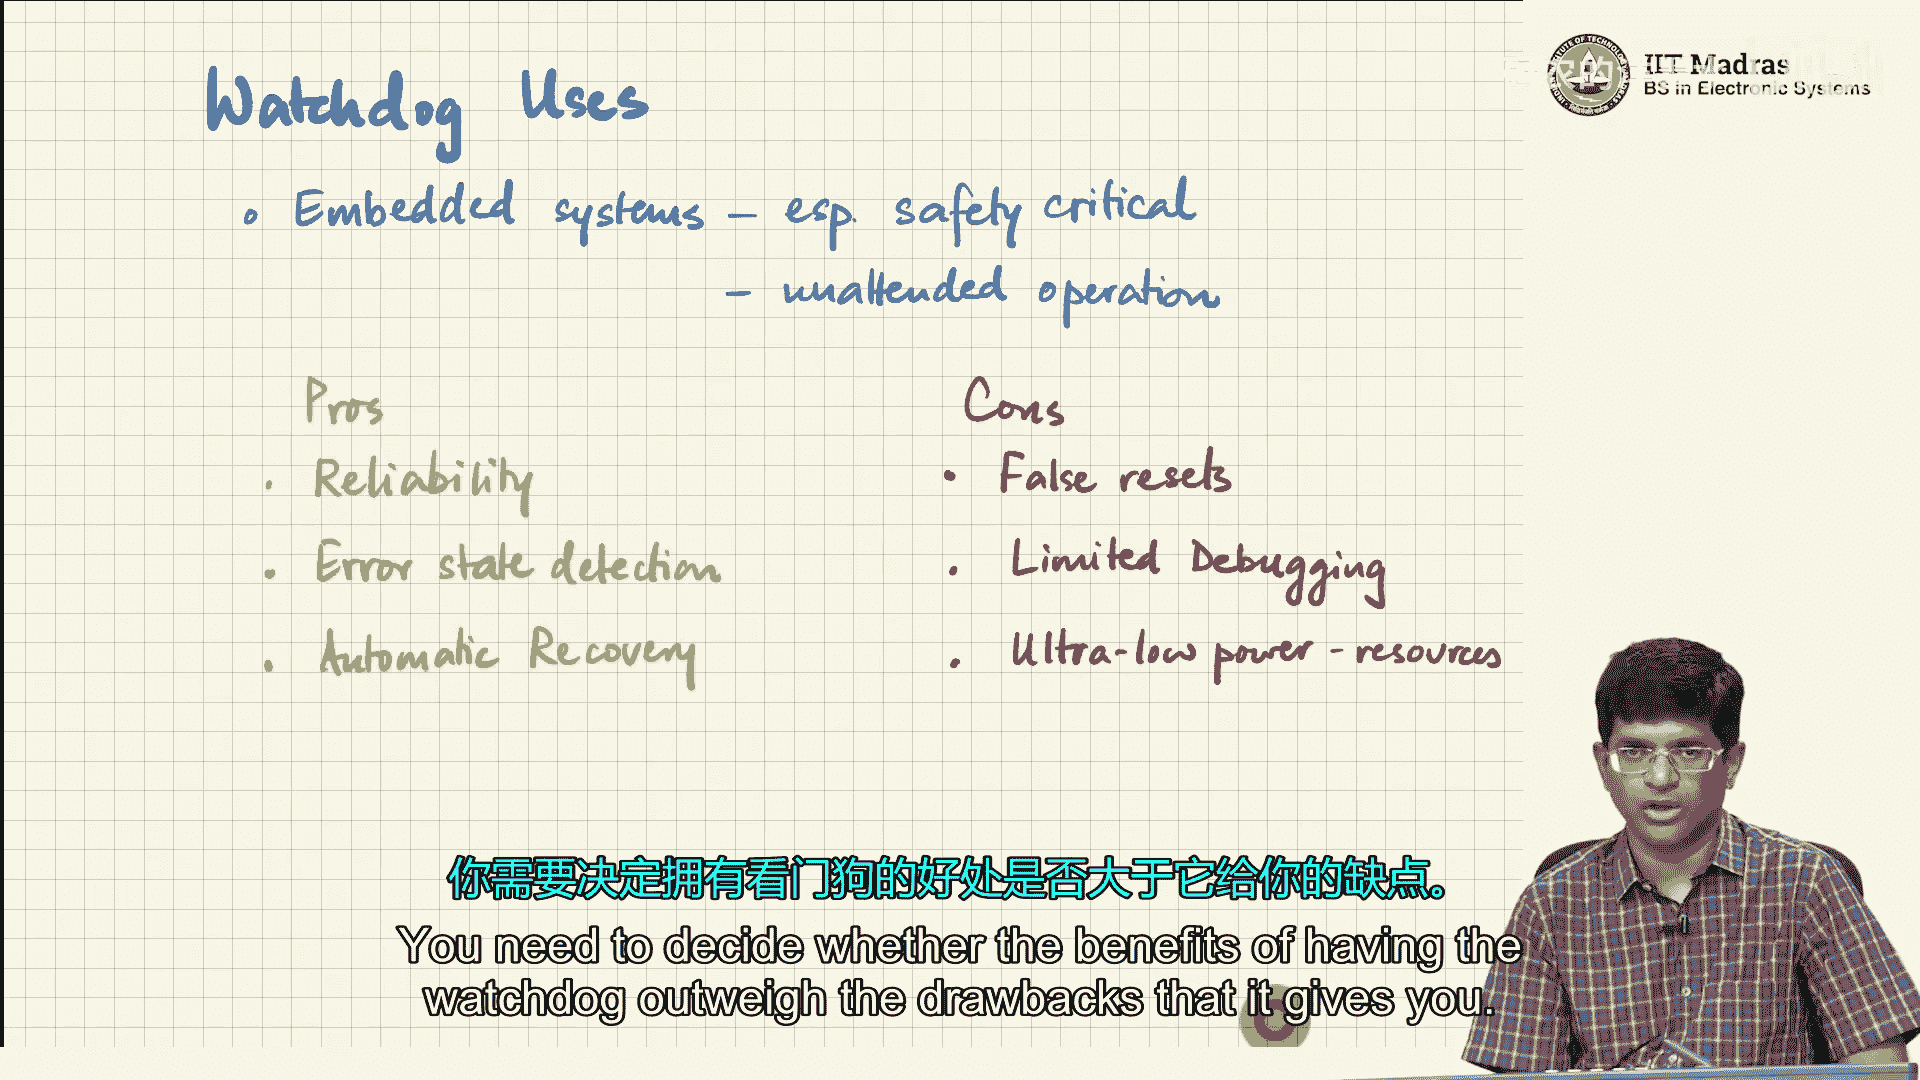 IIT Madras
BS in Electronic Systems
Watchdog Uses
• Embedded systems – esp. safety critical
– unattended operation
Pros
• Reliability
• Error state detection
• Automatic Recovery
Cons
• False resets
• Limited Debugging
• Ultra-low power – resources
你需要决定拥有看门狗的好处是否大于它给你的缺点。
You need to decide whether the benefits of having the
watchdog outweigh the drawbacks that it gives you.